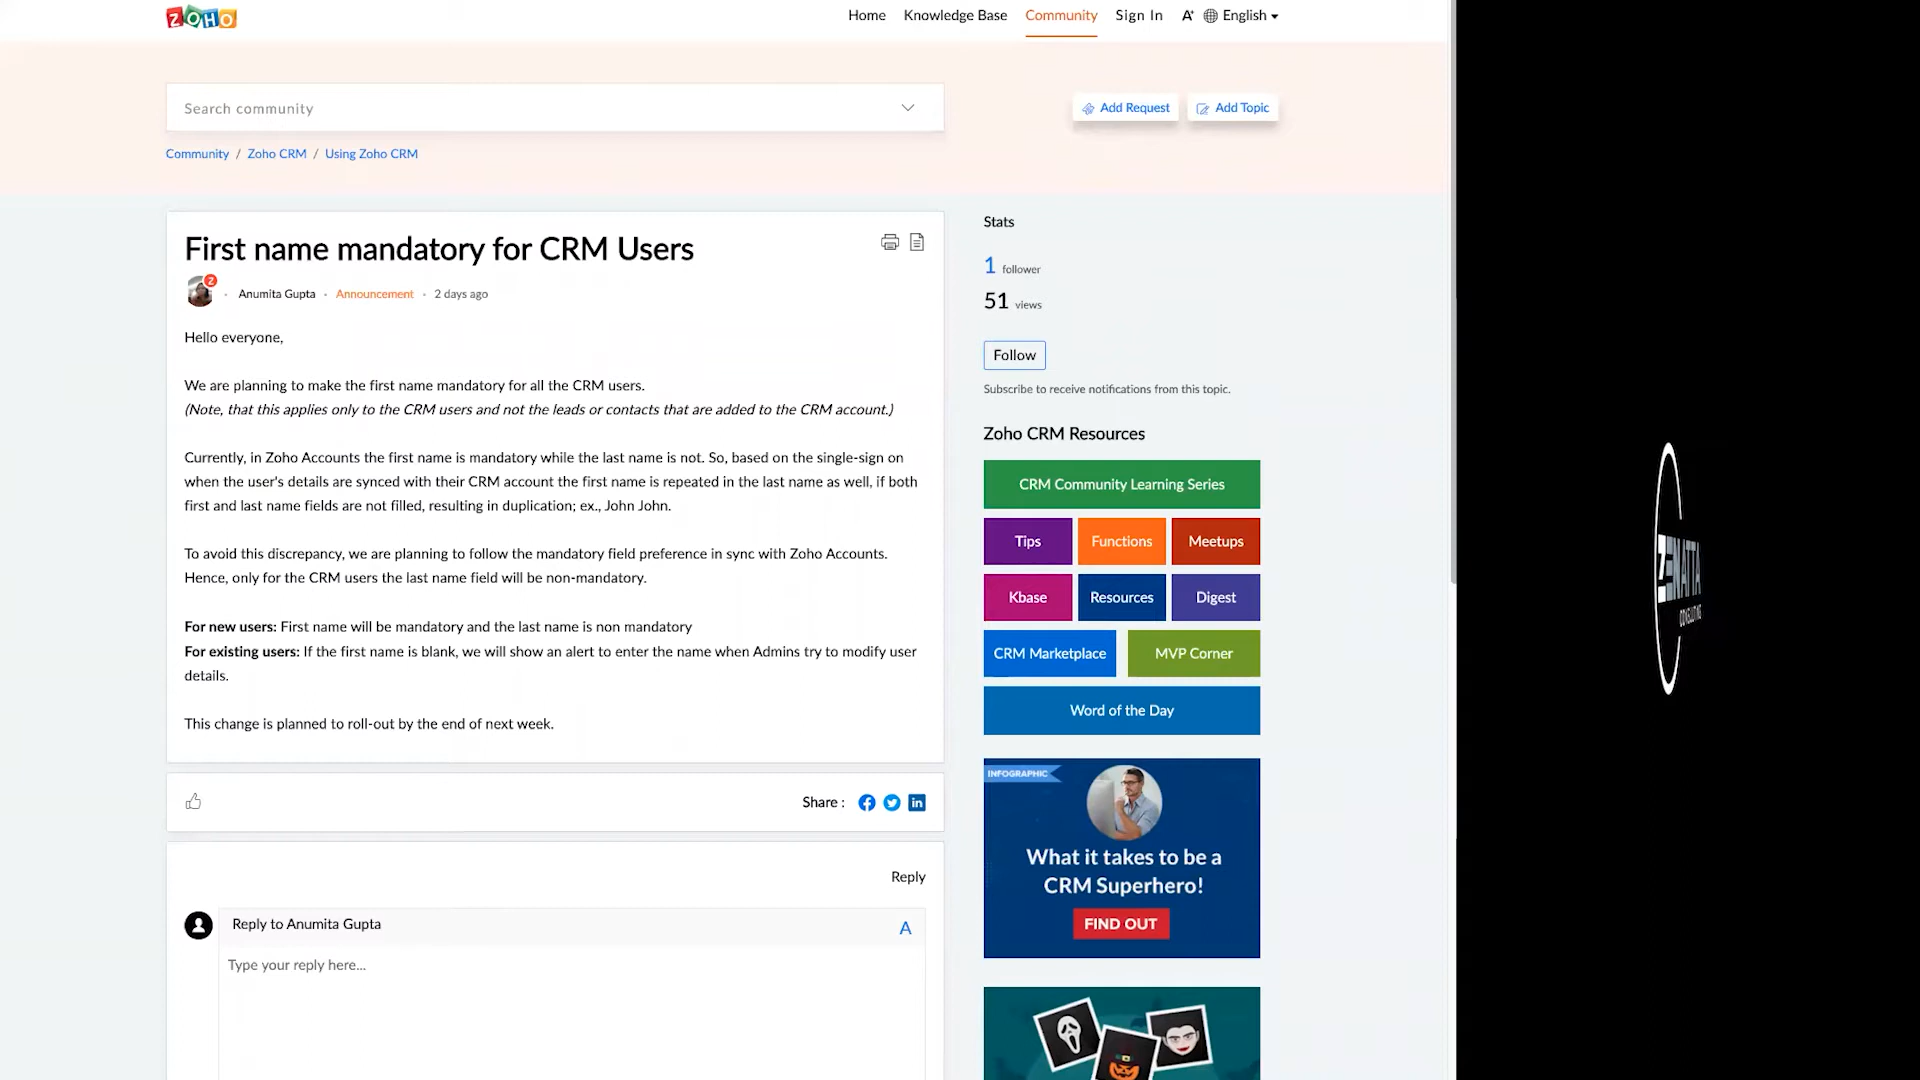 ZOHO
Home Knowledge Base Community Sign In A+ English
Search community
Add Request Add Topic
Community / Zoho CRM / Using Zoho CRM
First name mandatory for CRM Users
Z
· Anumita Gupta · Announcement · 2 days ago
Hello everyone,
We are planning to make the first name mandatory for all the CRM users.
(Note, that this applies only to the CRM users and not the leads or contacts that are added to the CRM account.)
Currently, in Zoho Accounts the first name is mandatory while the last name is not. So, based on the single-sign on
when the user's details are synced with their CRM account the first name is repeated in the last name as well, if both
first and last name fields are not filled, resulting in duplication; ex., John John.
To avoid this discrepancy, we are planning to follow the mandatory field preference in sync with Zoho Accounts.
Hence, only for the CRM users the last name field will be non-mandatory.
For new users: First name will be mandatory and the last name is non mandatory
For existing users: If the first name is blank, we will show an alert to enter the name when Admins try to modify user
details.
This change is planned to roll-out by the end of next week.
Share :
Reply
Reply to Anumita Gupta
A
Type your reply here...
Stats
1 follower
51 views
Follow
Subscribe to receive notifications from this topic.
Zoho CRM Resources
CRM Community Learning Series
Tips Functions Meetups
Kbase Resources Digest
CRM Marketplace MVP Corner
Word of the Day
INFOGRAPHIC
What it takes to be a
CRM Superhero!
FIND OUT
ZENATTA
CONSULTING